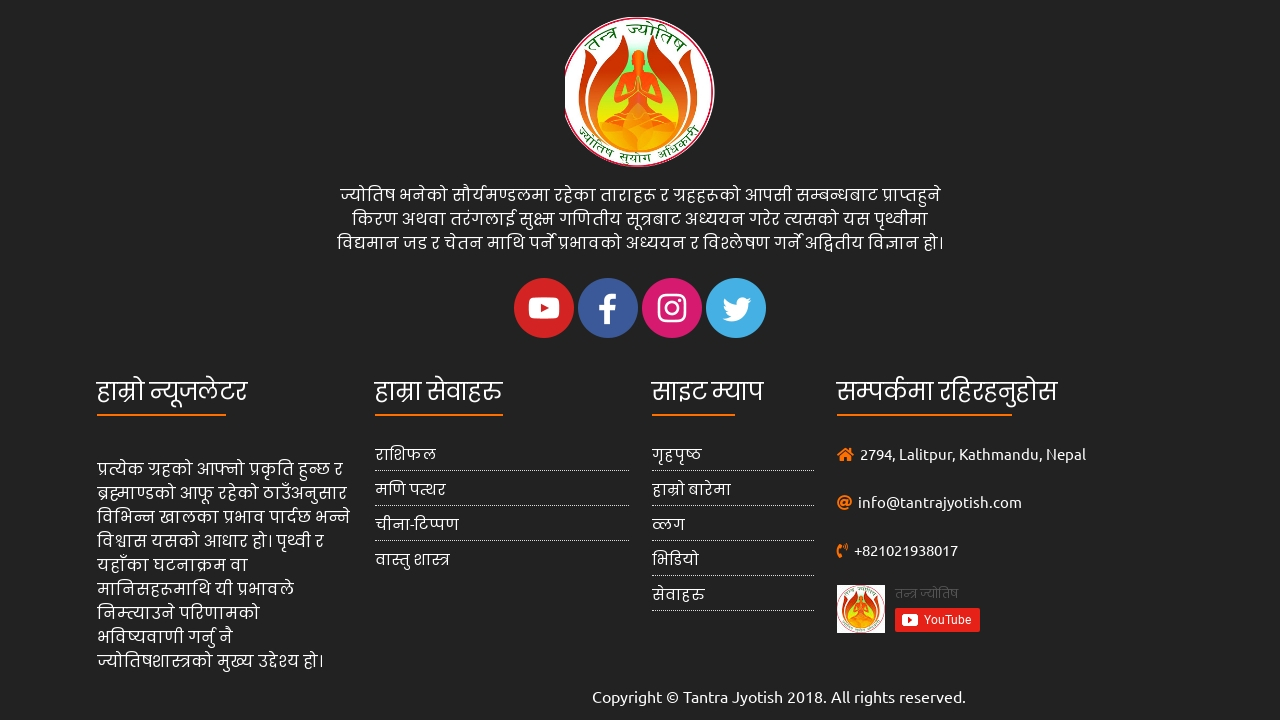 तन्त्र ज्योतिष
ज्योतिष सुयोग अधिकारी
ज्योतिष भनेको सौर्यमण्डलमा रहेका ताराहरू र ग्रहहरूको आपसी सम्बन्धबाट प्राप्तहुने
किरण अथवा तरंगलाई सुक्ष्म गणितीय सूत्रबाट अध्ययन गरेर त्यसको यस पृथ्वीमा
विद्यमान जड र चेतन माथि पर्ने प्रभावको अध्ययन र विश्लेषण गर्ने अद्वितीय विज्ञान हो।
हाम्रो न्यूजलेटर
प्रत्येक ग्रहको आफ्नो प्रकृति हुन्छ र
ब्रह्माण्डको आफू रहेको ठाउँअनुसार
विभिन्न खालका प्रभाव पार्दछ भन्ने
विश्वास यसको आधार हो। पृथ्वी र
यहाँका घटनाक्रम वा
मानिसहरूमाथि यी प्रभावले
निम्त्याउने परिणामको
भविष्यवाणी गर्नु नै
ज्योतिषशास्त्रको मुख्य उद्देश्य हो।
हाम्रा सेवाहरु
राशिफल
मणि पत्थर
चीना-टिप्पण
वास्तु शास्त्र
साइट म्याप
गृहपृष्ठ
हाम्रो बारेमा
व्लग
भिडियो
सेवाहरु
सम्पर्कमा रहिरहनुहोस
2794, Lalitpur, Kathmandu, Nepal
info@tantrajyotish.com
+821021938017
तन्त्र ज्योतिष
YouTube
Copyright © Tantra Jyotish 2018. All rights reserved.